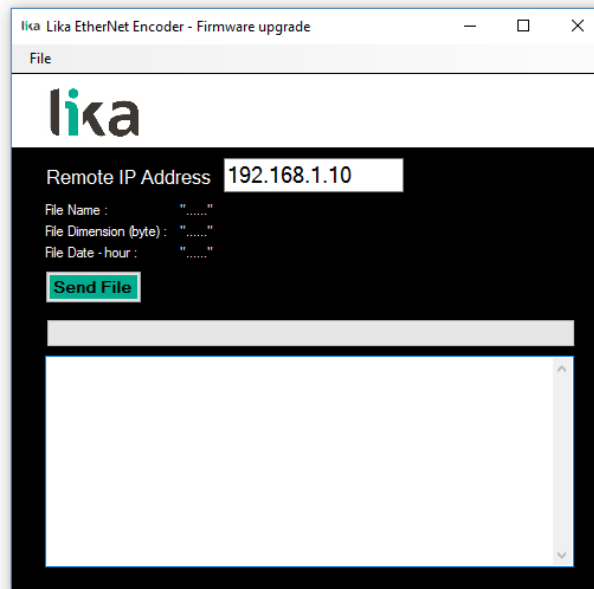 lika Lika EtherNet Encoder - Firmware upgrade
File
lika
Remote IP Address 192.168.1.10
File Name : "......"
File Dimension (byte) : "......"
File Date - hour : "......"
Send File